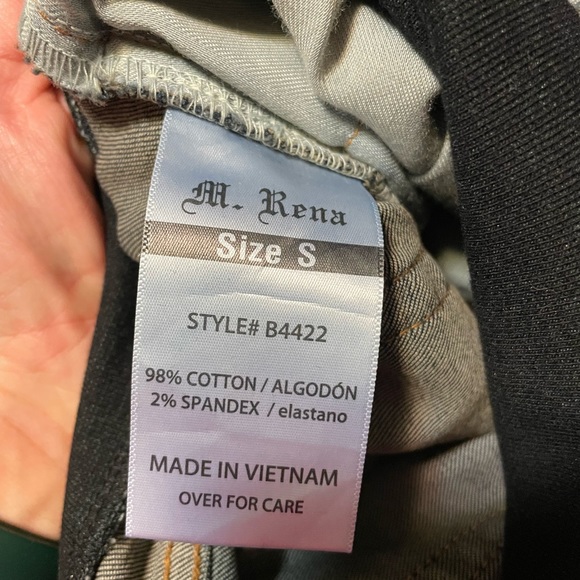 M. Rena
Size S
STYLE# B4422
98% COTTON / ALGODÓN
2% SPANDEX / elastano
MADE IN VIETNAM
OVER FOR CARE